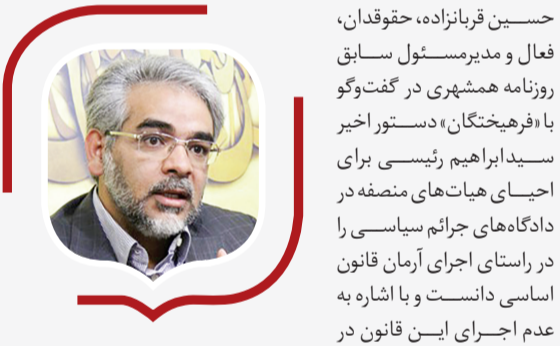 حسین قربانزاده، حقوقدان،
فعال و مدیرمسئول سابق
روزنامه همشهری در گفت‌وگو
با «فرهیختگان» دستور اخیر
سیدابراهیم رئیسی برای
احیای هیات‌های منصفه در
دادگاه‌های جرائم سیاسی را
در راستای اجرای آرمان قانون
اساسی دانست و با اشاره به
عدم اجرای این قانون در